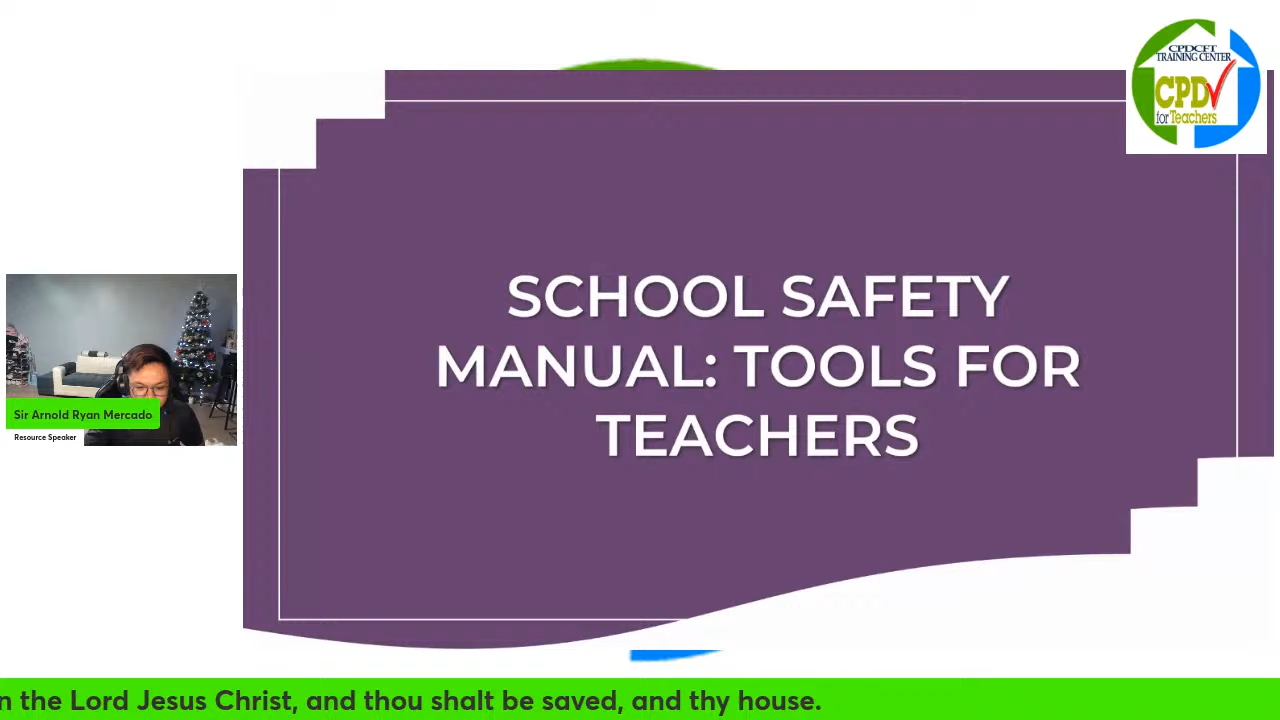 CPDCFT
TRAINING CENTER
CPD
for Teachers
SCHOOL SAFETY
MANUAL: TOOLS FOR
TEACHERS
Sir Arnold Ryan Mercado
Resource Speaker
n the Lord Jesus Christ, and thou shalt be saved, and thy house.